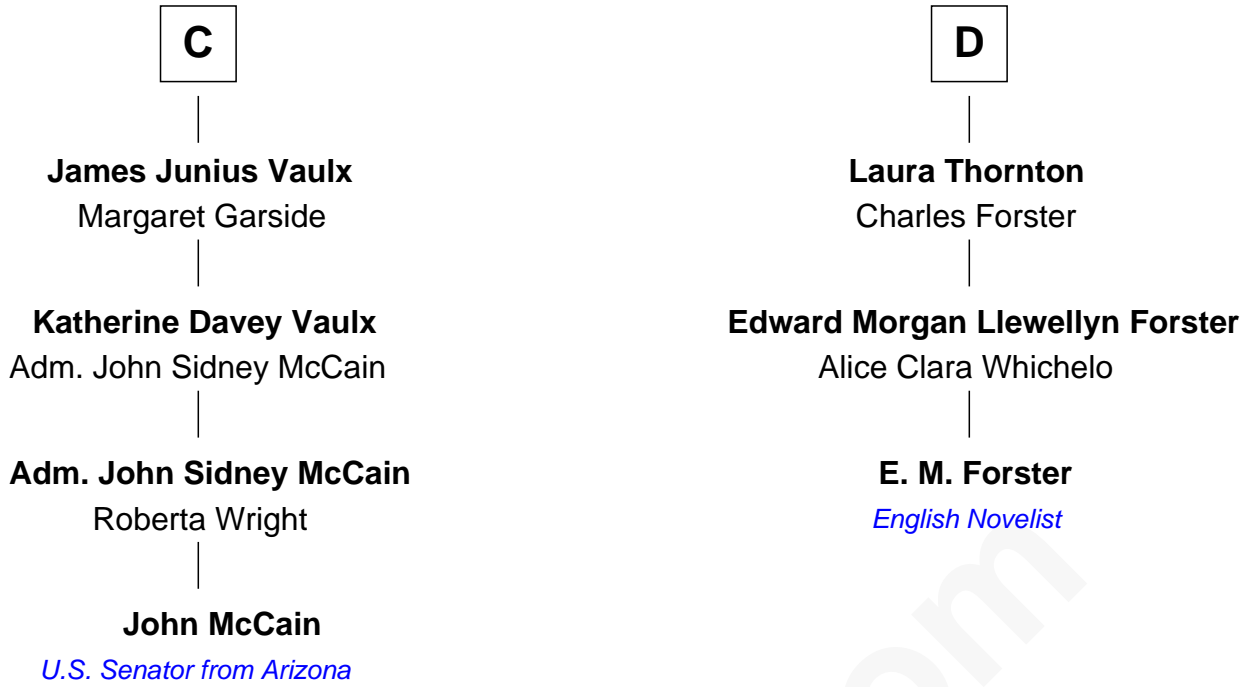 C
James Junius Vaulx
Margaret Garside
Katherine Davey Vaulx
Adm. John Sidney McCain
Adm. John Sidney McCain
Roberta Wright
John McCain
U.S. Senator from Arizona
D
Laura Thornton
Charles Forster
Edward Morgan Llewellyn Forster
Alice Clara Whichelo
E. M. Forster
English Novelist
om